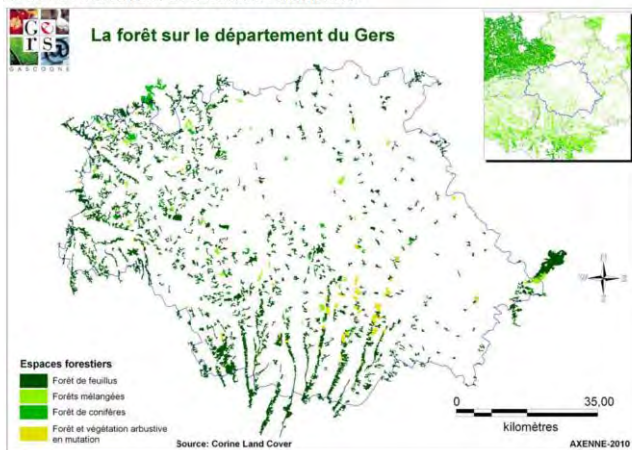 Gers
GASCOGNE
La forêt sur le département du Gers
N
W
E
S
Espaces forestiers
Forêt de feuillus
Forêts mélangées
Forêt de conifères
Forêt et végétation arbustive
en mutation
Source: Corine Land Cover
0
35,00
kilomètres
AXENNE-2010